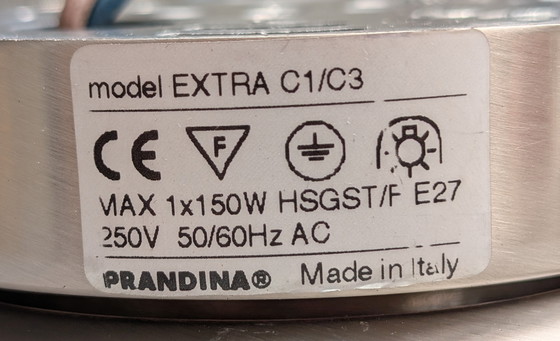 model EXTRA C1/C3
CE F
MAX 1x150W HSGST/F E27
250V 50/60Hz AC
PRANDINA® Made in Italy